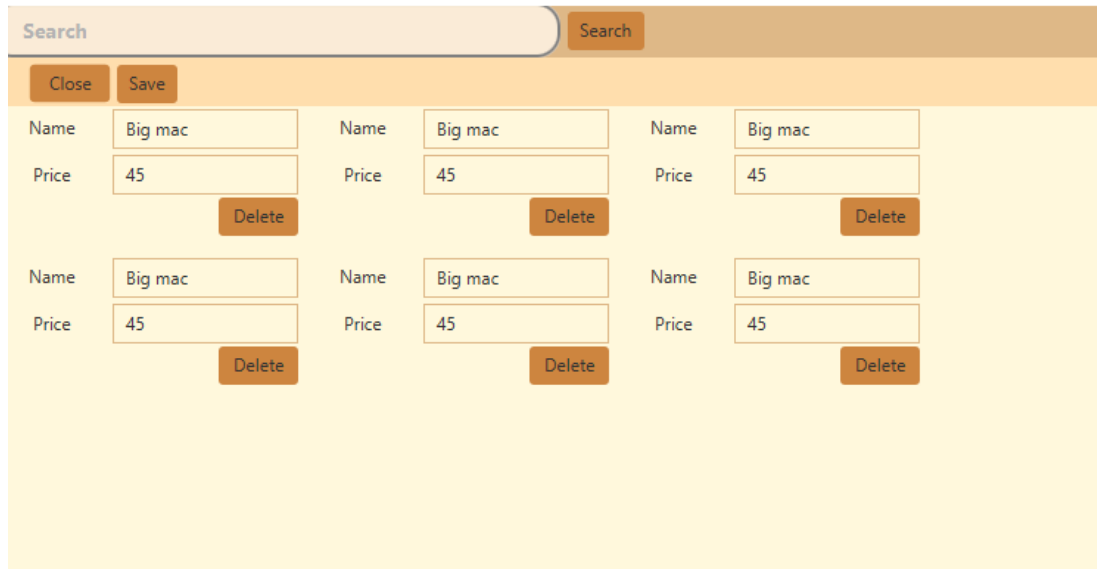 Search Search
Close Save
Name Big mac Name Big mac Name Big mac
Price 45 Price 45 Price 45
Delete Delete Delete
Name Big mac Name Big mac Name Big mac
Price 45 Price 45 Price 45
Delete Delete Delete